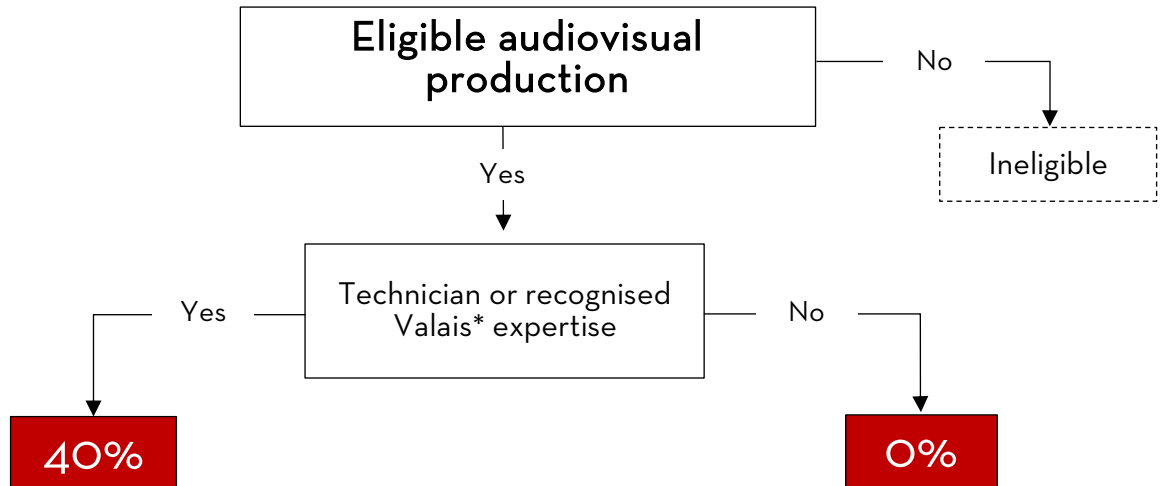 Eligible audiovisual
production
No
Ineligible
Yes
Technician or recognised
Valais* expertise
Yes
No
40%
0%